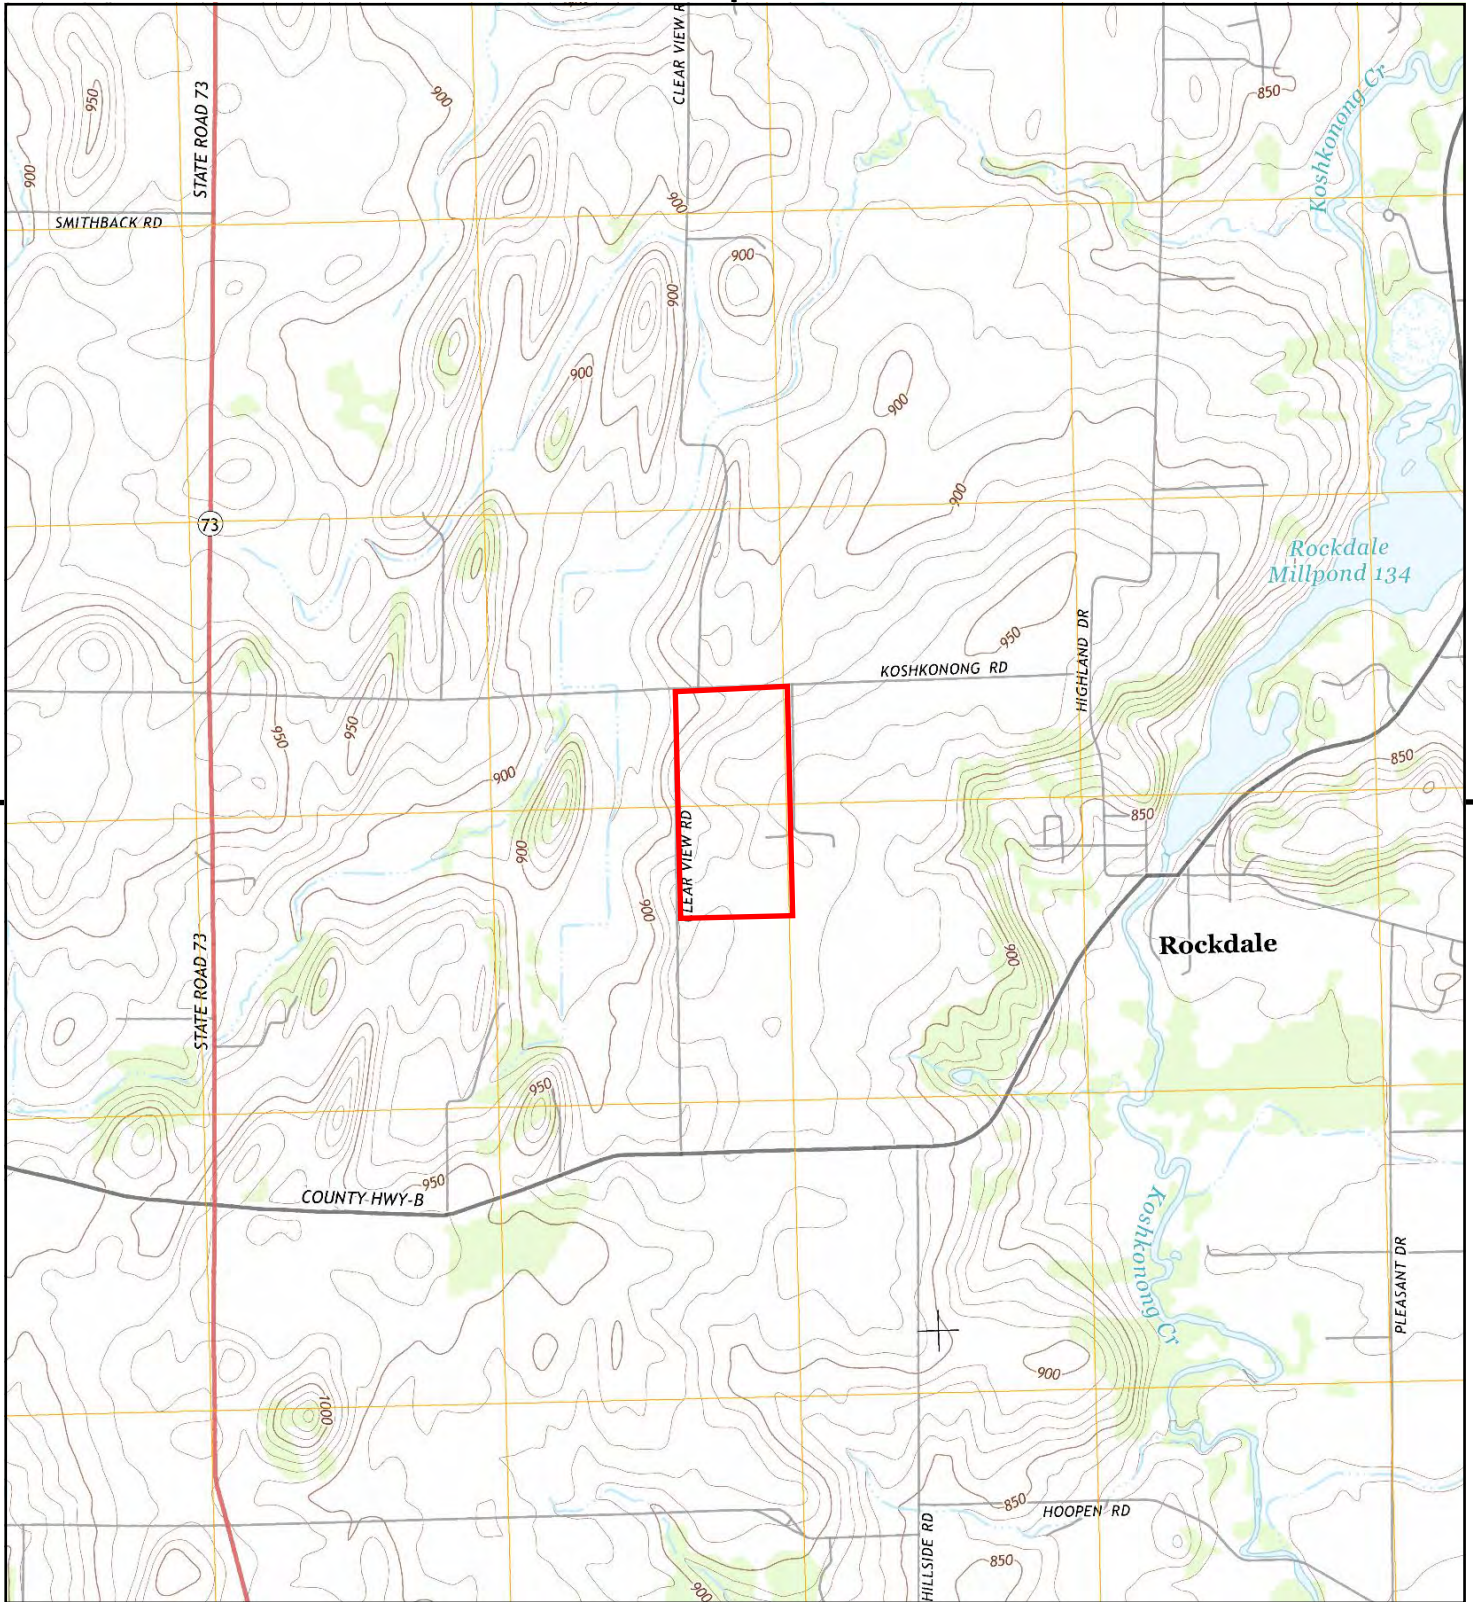 CLEAR VIEW R
950
STATE ROAD 73
900
850
Koshkonong Cr
900
900
SMITHBACK RD
900
900
900
900
900
73
Rockdale
Millpond 134
950
HIGHLAND DR
KOSHKONONG RD
950
950
900
850
850
LEAR VIEW RD
900
900
STATE ROAD 73
900
Rockdale
950
950
COUNTY HWY-B
Koshkonong Cr
PLEASANT DR
900
1000
850
HOOPEN RD
HILLSIDE RD
850
900